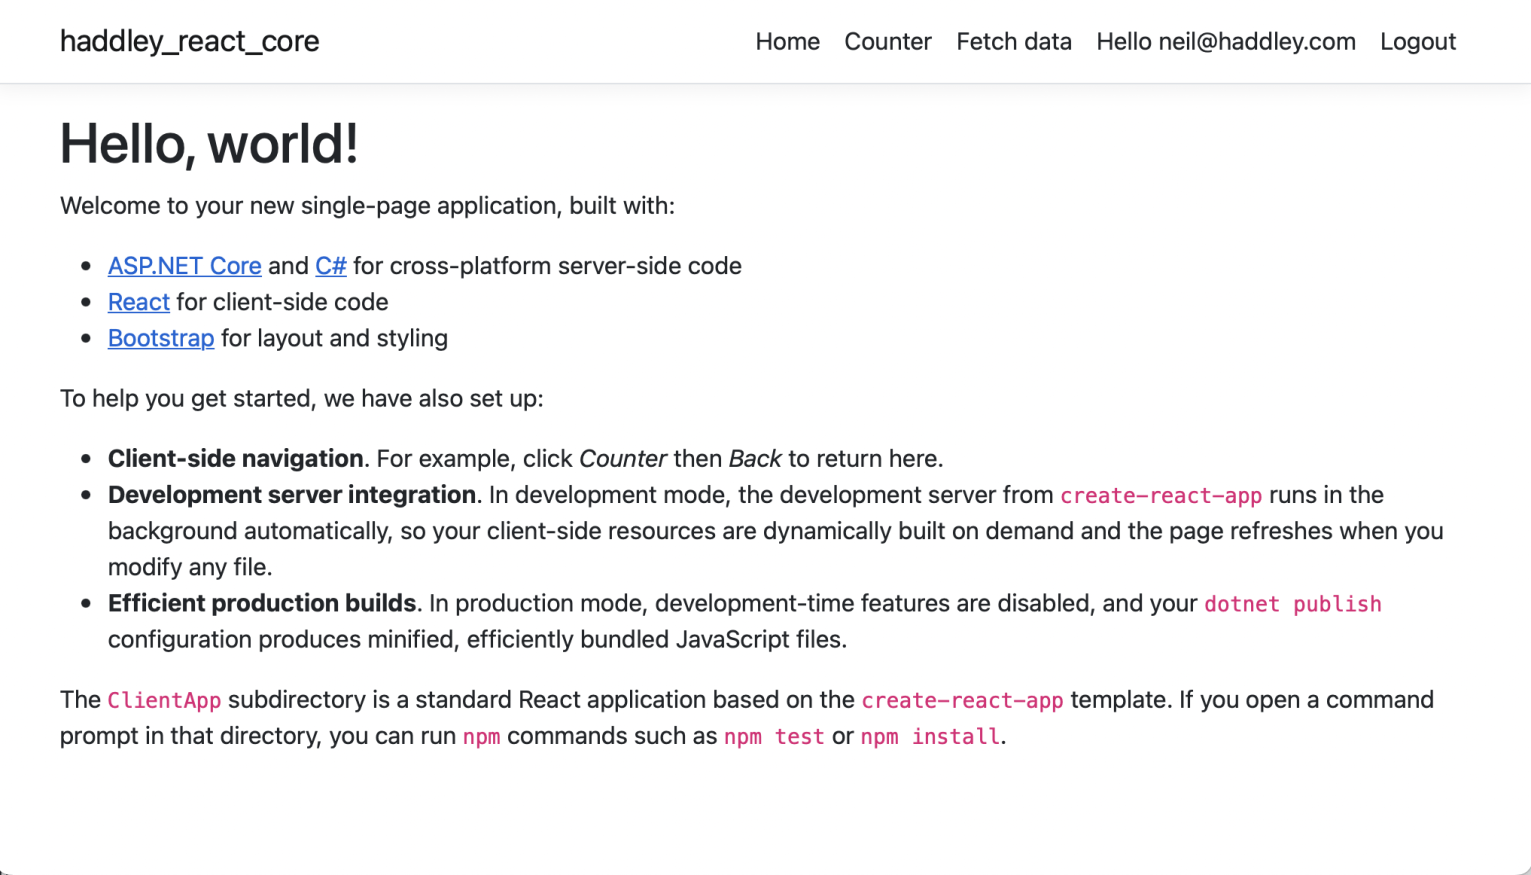 haddley_react_core
Home Counter Fetch data Hello neil@haddley.com Logout
Hello, world!
Welcome to your new single-page application, built with:
ASP.NET Core and C# for cross-platform server-side code
React for client-side code
Bootstrap for layout and styling
To help you get started, we have also set up:
Client-side navigation. For example, click Counter then Back to return here.
Development server integration. In development mode, the development server from create-react-app runs in the
background automatically, so your client-side resources are dynamically built on demand and the page refreshes when you
modify any file.
Efficient production builds. In production mode, development-time features are disabled, and your dotnet publish
configuration produces minified, efficiently bundled JavaScript files.
The ClientApp subdirectory is a standard React application based on the create-react-app template. If you open a command
prompt in that directory, you can run npm commands such as npm test or npm install.